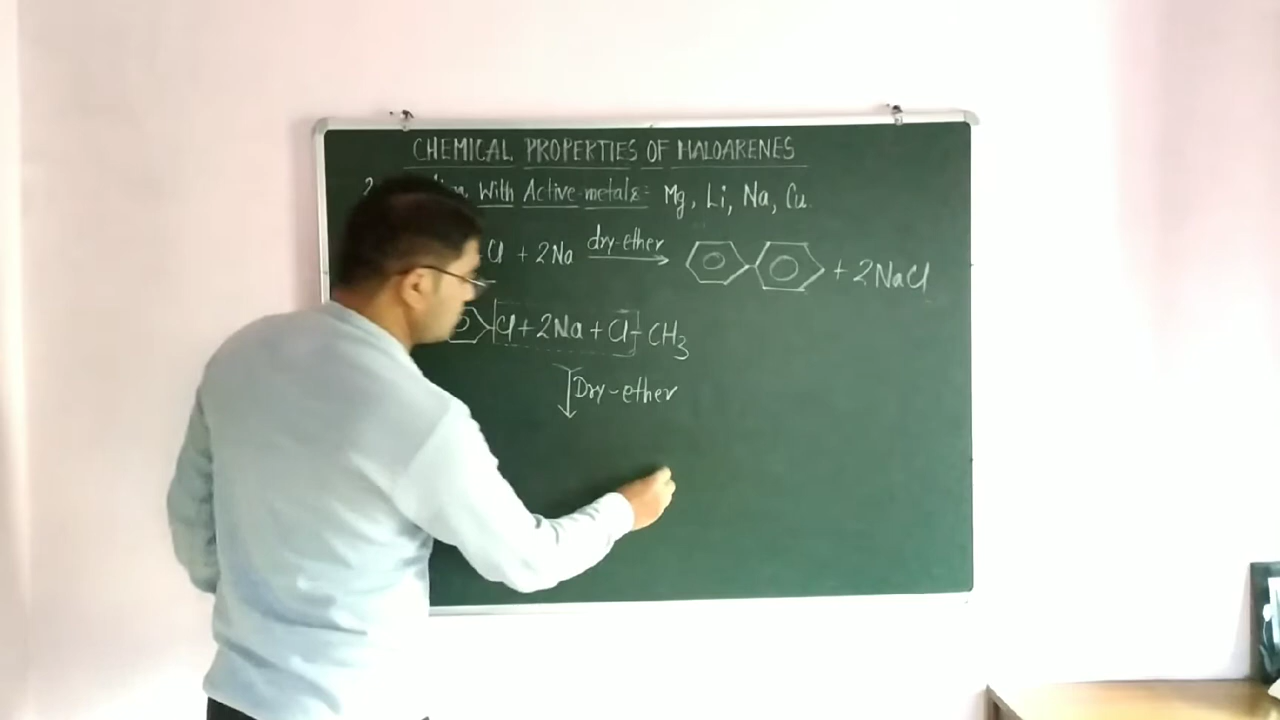 CHEMICAL PROPERTIES OF HALOARENES
2 With Active-metals:- Mg, Li, Na, Cu.
Cl + 2Na dry-ether + 2NaCl
Cl + 2Na + Cl - CH3
Dry-ether